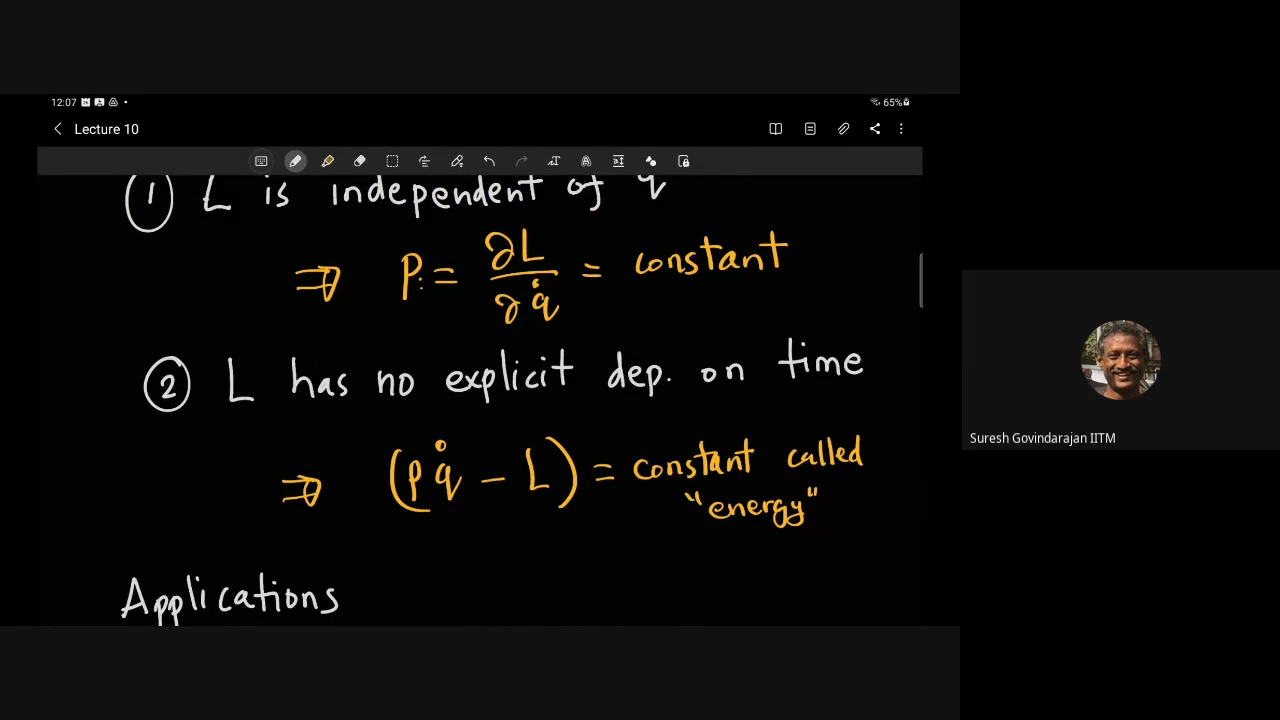 12:07
65%
Lecture 10
① L is independent of q
⇒ p := ∂L/∂q̇ = constant
② L has no explicit dep. on time
⇒ (pq̇ − L) = constant called
"energy"
Applications
Suresh Govindarajan IITM